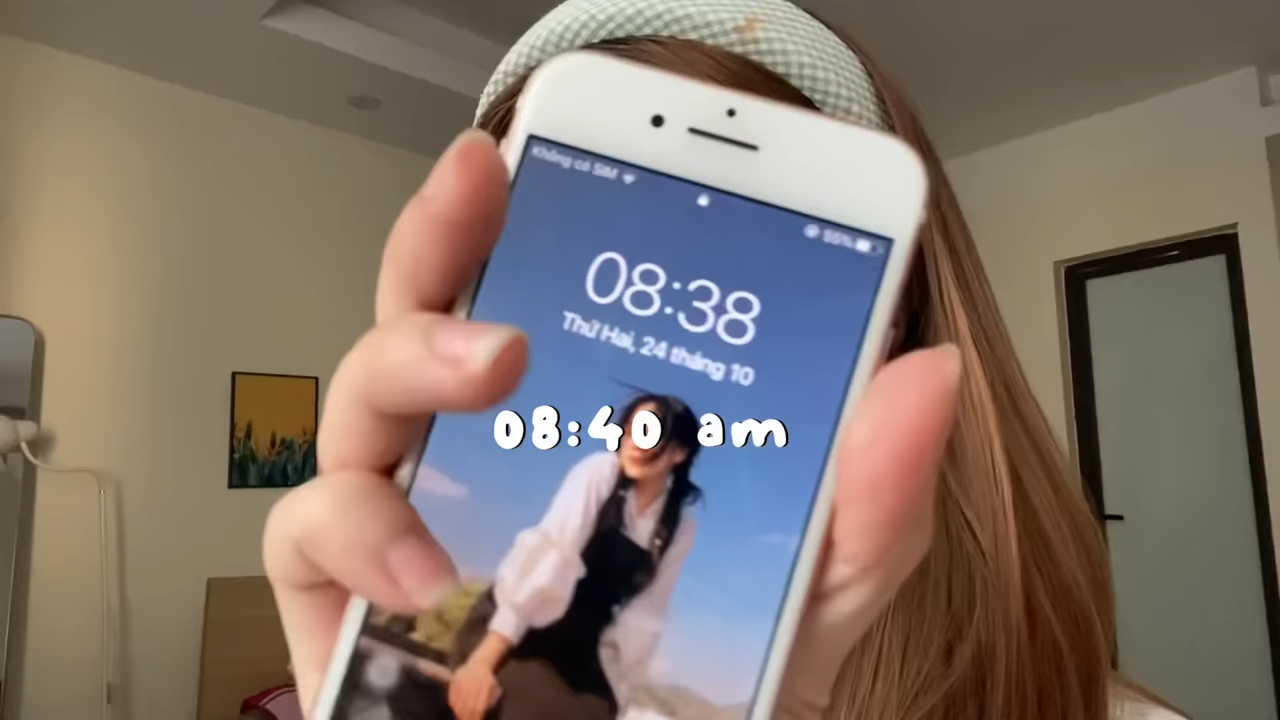 Không có SIM
65%
08:38
Thứ Hai, 24 tháng 10
08:40 am